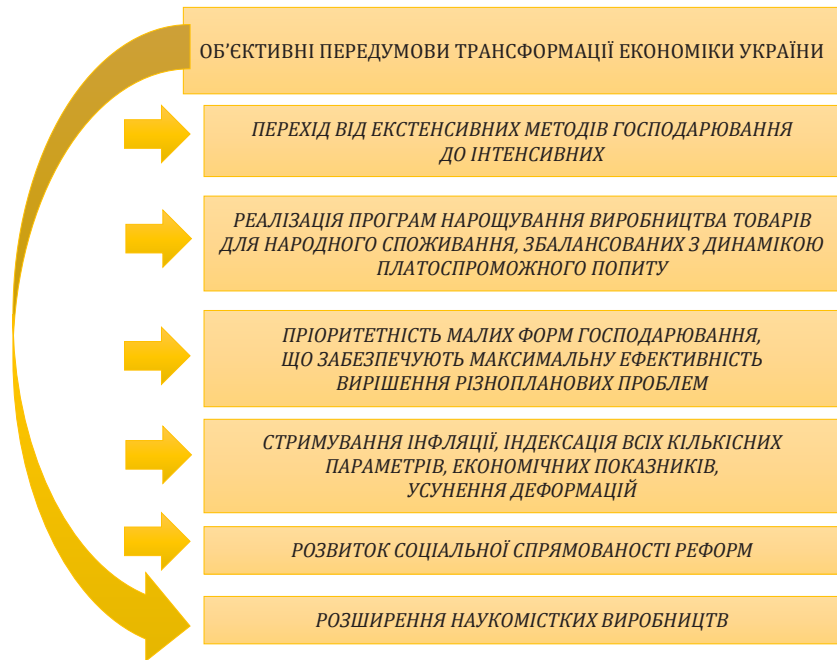 ОБ’ЄКТИВНІ ПЕРЕДУМОВИ ТРАНСФОРМАЦІЇ ЕКОНОМІКИ УКРАЇНИ
ПЕРЕХІД ВІД ЕКСТЕНСИВНИХ МЕТОДІВ ГОСПОДАРЮВАННЯ
ДО ІНТЕНСИВНИХ
РЕАЛІЗАЦІЯ ПРОГРАМ НАРОЩУВАННЯ ВИРОБНИЦТВА ТОВАРІВ
ДЛЯ НАРОДНОГО СПОЖИВАННЯ, ЗБАЛАНСОВАНИХ З ДИНАМІКОЮ
ПЛАТОСПРОМОЖНОГО ПОПИТУ
ПРІОРИТЕТНІСТЬ МАЛИХ ФОРМ ГОСПОДАРЮВАННЯ,
ЩО ЗАБЕЗПЕЧУЮТЬ МАКСИМАЛЬНУ ЕФЕКТИВНІСТЬ
ВИРІШЕННЯ РІЗНОПЛАНОВИХ ПРОБЛЕМ
СТРИМУВАННЯ ІНФЛЯЦІЇ, ІНДЕКСАЦІЯ ВСІХ КІЛЬКІСНИХ
ПАРАМЕТРІВ, ЕКОНОМІЧНИХ ПОКАЗНИКІВ,
УСУНЕННЯ ДЕФОРМАЦІЙ
РОЗВИТОК СОЦІАЛЬНОЇ СПРЯМОВАНОСТІ РЕФОРМ
РОЗШИРЕННЯ НАУКОМІСТКИХ ВИРОБНИЦТВ